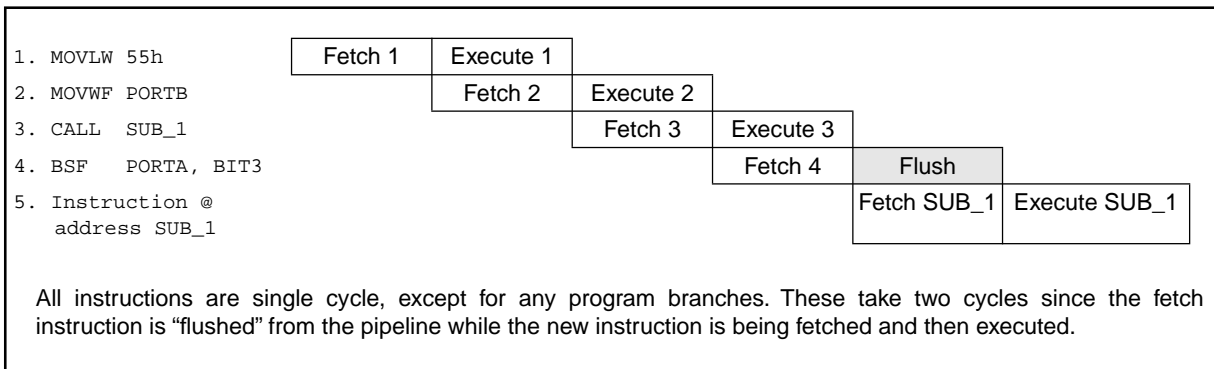 1. MOVLW 55h Fetch 1 Execute 1
2. MOVWF PORTB Fetch 2 Execute 2
3. CALL SUB_1 Fetch 3 Execute 3
4. BSF PORTA, BIT3 Fetch 4 Flush
5. Instruction @ Fetch SUB_1 Execute SUB_1
address SUB_1
All instructions are single cycle, except for any program branches. These take two cycles since the fetch
instruction is “flushed” from the pipeline while the new instruction is being fetched and then executed.